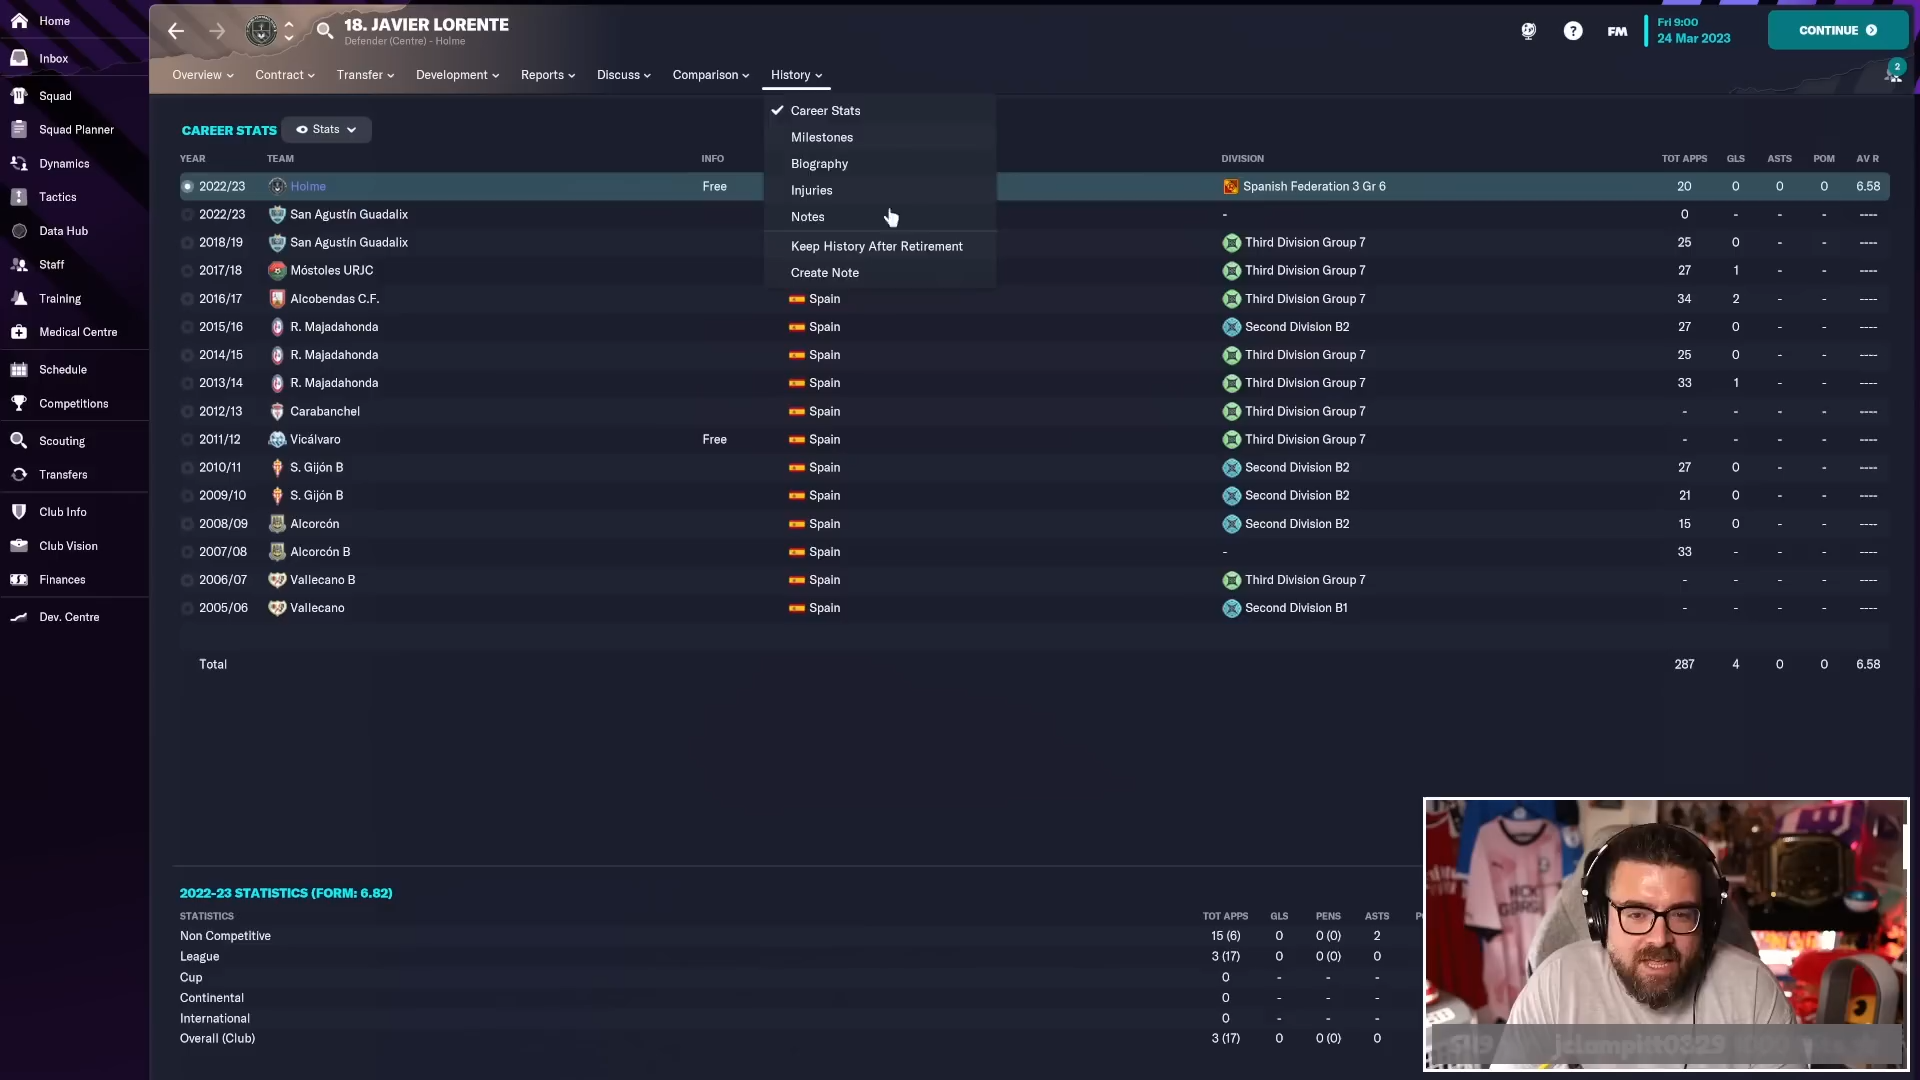 Home
Inbox
Squad
Squad Planner
Dynamics
Tactics
Data Hub
Staff
Training
Medical Centre
Schedule
Competitions
Scouting
Transfers
Club Info
Club Vision
Finances
Dev. Centre
18. JAVIER LORENTE
Defender (Centre) - Holme
? FM
Fri 9:00
24 Mar 2023
CONTINUE
2
Overview Contract Transfer Development Reports Discuss Comparison History
Career Stats
Milestones
Biography
Injuries
Notes
Keep History After Retirement
Create Note
CAREER STATS Stats
YEAR TEAM INFO DIVISION TOT APPS GLS ASTS POM AV R
2022/23 Holme Free Spanish Federation 3 Gr 6 20 0 0 0 6.58
2022/23 San Agustín Guadalix - 0 - - - ----
2018/19 San Agustín Guadalix Third Division Group 7 25 0 - - ----
2017/18 Móstoles URJC Third Division Group 7 27 1 - - ----
2016/17 Alcobendas C.F. Spain Third Division Group 7 34 2 - - ----
2015/16 R. Majadahonda Spain Second Division B2 27 0 - - ----
2014/15 R. Majadahonda Spain Third Division Group 7 25 0 - - ----
2013/14 R. Majadahonda Spain Third Division Group 7 33 1 - - ----
2012/13 Carabanchel Spain Third Division Group 7 - - - - ----
2011/12 Vicálvaro Free Spain Third Division Group 7 - - - - ----
2010/11 S. Gijón B Spain Second Division B2 27 0 - - ----
2009/10 S. Gijón B Spain Second Division B2 21 0 - - ----
2008/09 Alcorcón Spain Second Division B2 15 0 - - ----
2007/08 Alcorcón B Spain - 33 - - - ----
2006/07 Vallecano B Spain Third Division Group 7 - - - - ----
2005/06 Vallecano Spain Second Division B1 - - - - ----
Total 287 4 0 0 6.58
2022-23 STATISTICS (FORM: 6.82)
STATISTICS TOT APPS GLS PENS ASTS
Non Competitive 15 (6) 0 0 (0) 2
League 3 (17) 0 0 (0) 0
Cup 0 - - -
Continental 0 - - -
International 0 - - -
Overall (Club) 3 (17) 0 0 (0) 0
jclampitt0329